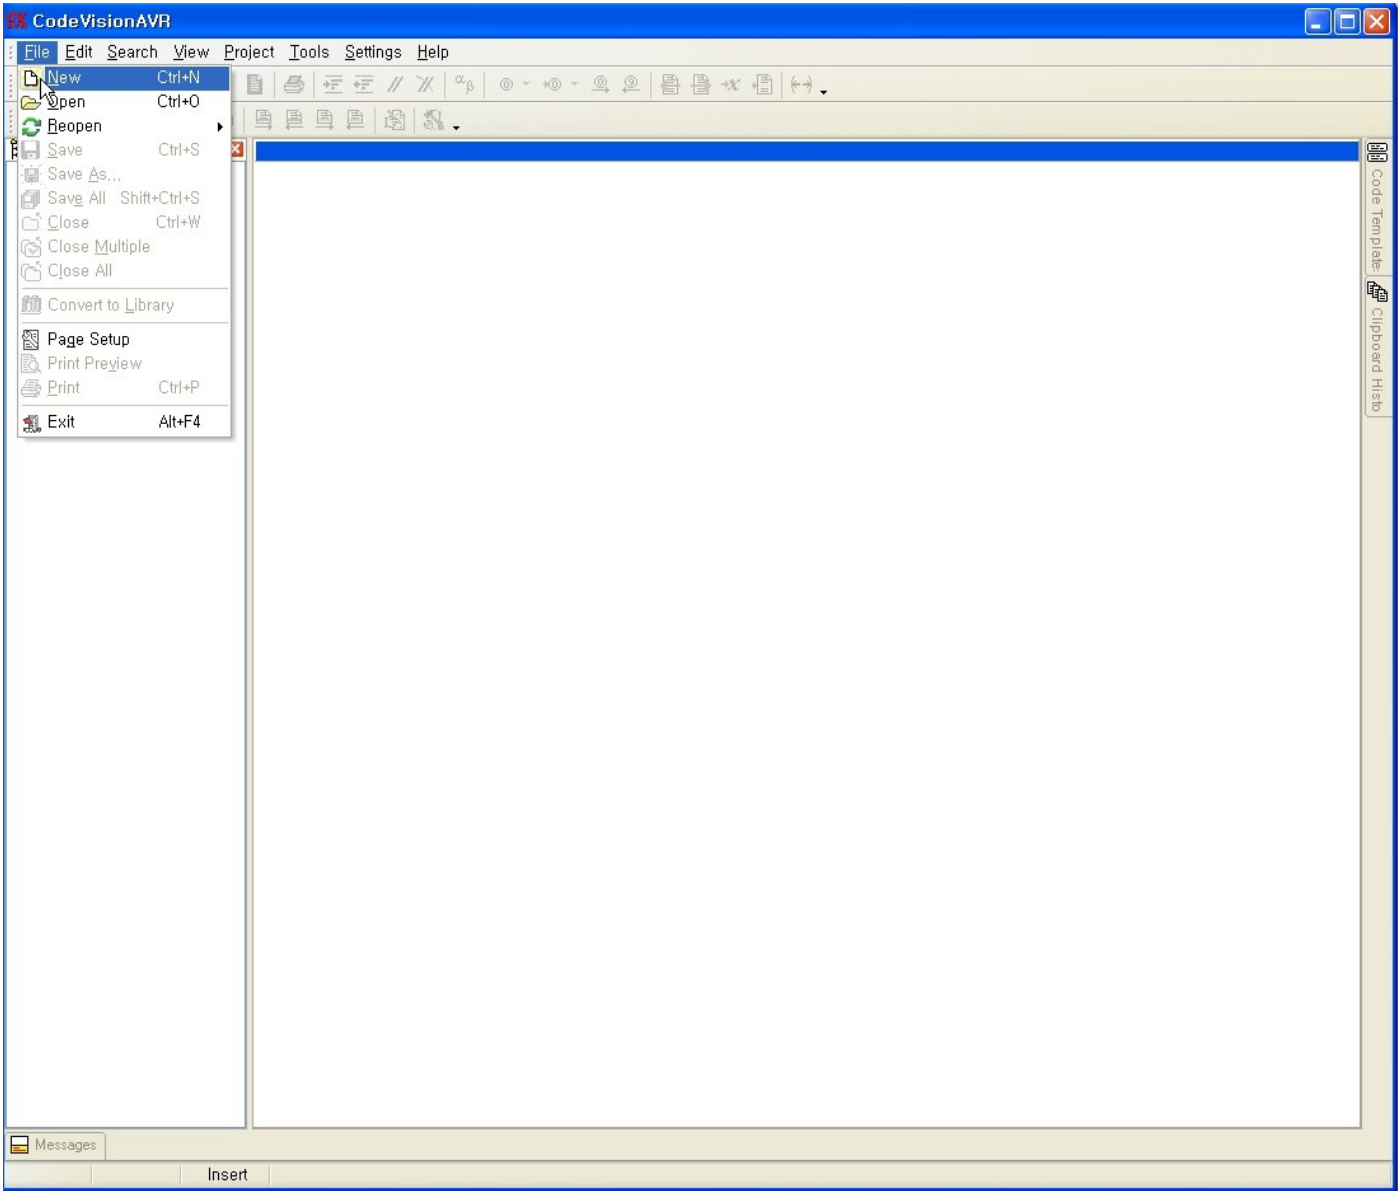 CodeVisionAVR
File Edit Search View Project Tools Settings Help
New Ctrl+N
Open Ctrl+O
Reopen
Save Ctrl+S
Save As...
Save All Shift+Ctrl+S
Close Ctrl+W
Close Multiple
Close All
Convert to Library
Page Setup
Print Preview
Print Ctrl+P
Exit Alt+F4
Code Template
Clipboard Histo
Messages
Insert